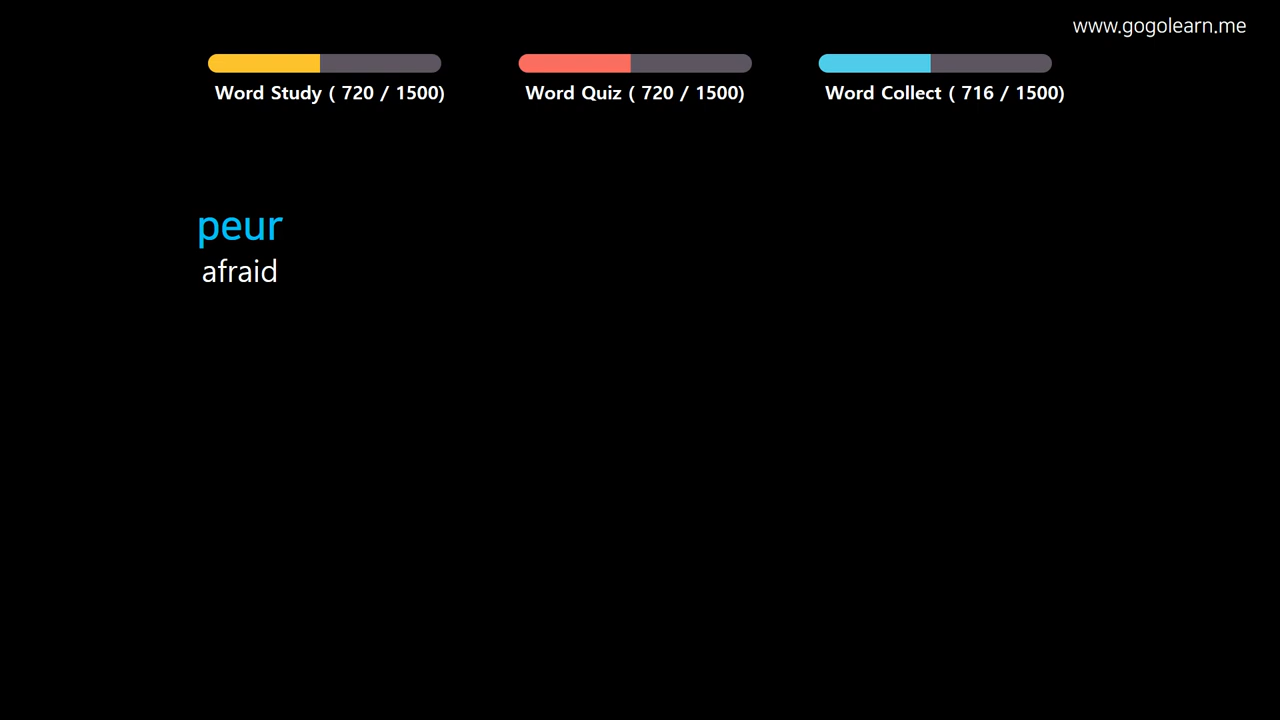 www.gogolearn.me
Word Study ( 720 / 1500)
Word Quiz ( 720 / 1500)
Word Collect ( 716 / 1500)
peur
afraid